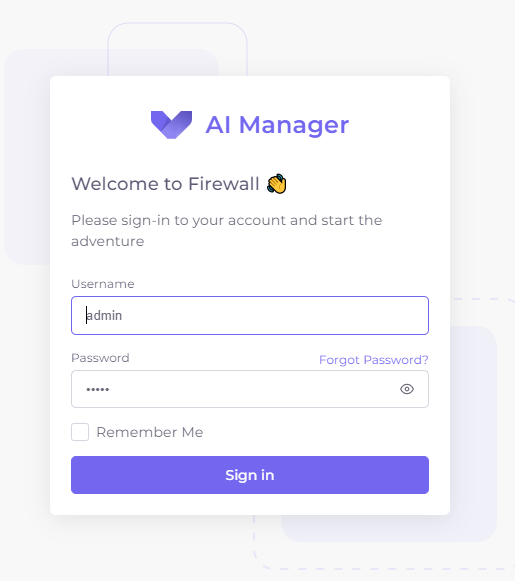 AI Manager
Welcome to Firewall 👋
Please sign-in to your account and start the
adventure
Username
admin
Password
Forgot Password?
•••••
Remember Me
Sign in